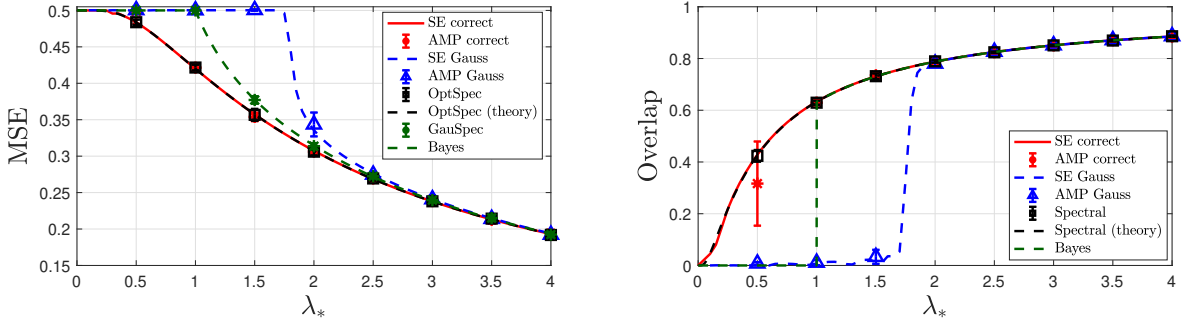 0.5
0.45
0.4
0.35
0.3
0.25
0.2
0.15
MSE
0 0.5 1 1.5 2 2.5 3 3.5 4
λ*
SE correct
AMP correct
SE Gauss
AMP Gauss
OptSpec
OptSpec (theory)
GauSpec
Bayes
1
0.8
0.6
0.4
0.2
0
Overlap
0 0.5 1 1.5 2 2.5 3 3.5 4
λ*
SE correct
AMP correct
SE Gauss
AMP Gauss
Spectral
Spectral (theory)
Bayes